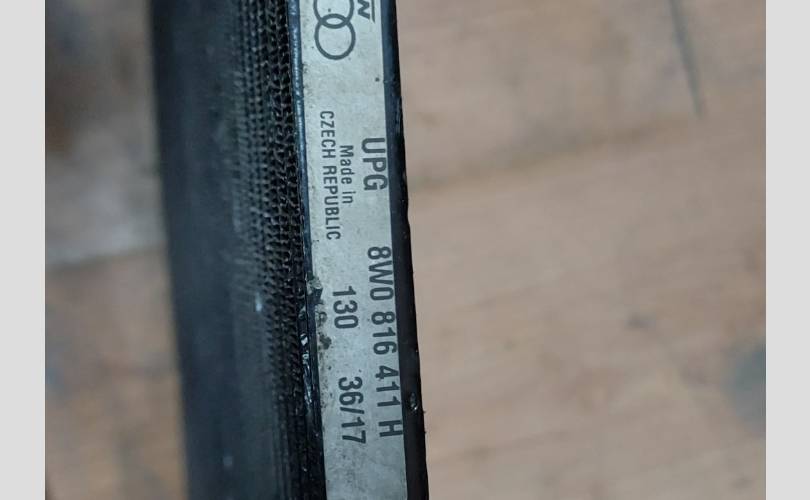 UPG 8W0 816 411 H
Made in 130 36/17
CZECH REPUBLIC